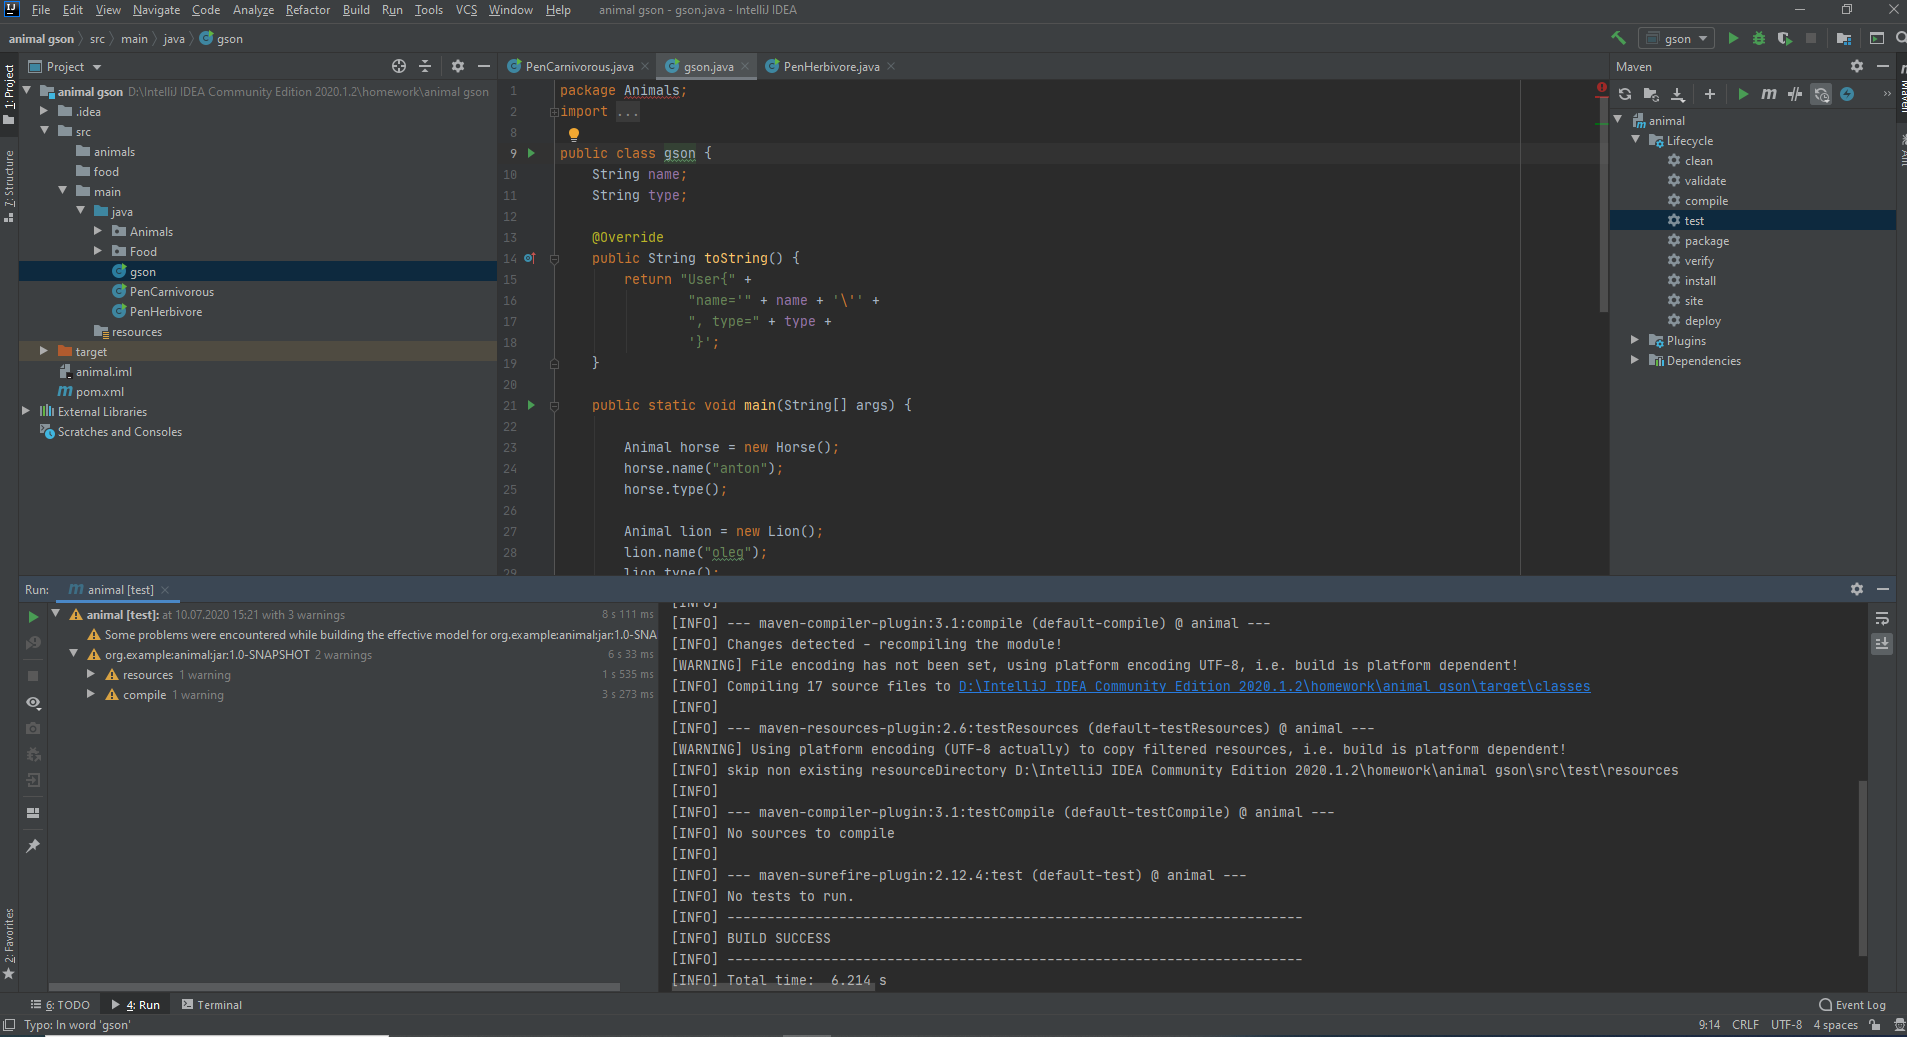 File Edit View Navigate Code Analyze Refactor Build Run Tools VCS Window Help animal gson - gson.java - IntelliJ IDEA
animal gson src main java gson
gson
1: Project
7: Structure
2: Favorites
Project
animal gson D:\IntelliJ IDEA Community Edition 2020.1.2\homework\animal gson
.idea
src
animals
food
main
java
Animals
Food
gson
PenCarnivorous
PenHerbivore
resources
target
animal.iml
pom.xml
External Libraries
Scratches and Consoles
PenCarnivorous.java gson.java PenHerbivore.java
1 package Animals;
2 import ...
8
9 public class gson {
10 String name;
11 String type;
12
13 @Override
14 public String toString() {
15 return "User{" +
16 "name='" + name + '\'' +
17 ", type=" + type +
18 '}';
19 }
20
21 public static void main(String[] args) {
22
23 Animal horse = new Horse();
24 horse.name("anton");
25 horse.type();
26
27 Animal lion = new Lion();
28 lion.name("oleg");
29 lion.type();
Maven
animal
Lifecycle
clean
validate
compile
test
package
verify
install
site
deploy
Plugins
Dependencies
Maven
Run: animal [test]
animal [test]: at 10.07.2020 15:21 with 3 warnings 8 s 111 ms
Some problems were encountered while building the effective model for org.example:animal:jar:1.0-SNA
org.example:animal:jar:1.0-SNAPSHOT 2 warnings 6 s 33 ms
resources 1 warning 1 s 535 ms
compile 1 warning 3 s 273 ms
[INFO]
[INFO] --- maven-compiler-plugin:3.1:compile (default-compile) @ animal ---
[INFO] Changes detected - recompiling the module!
[WARNING] File encoding has not been set, using platform encoding UTF-8, i.e. build is platform dependent!
[INFO] Compiling 17 source files to D:\IntelliJ IDEA Community Edition 2020.1.2\homework\animal gson\target\classes
[INFO]
[INFO] --- maven-resources-plugin:2.6:testResources (default-testResources) @ animal ---
[WARNING] Using platform encoding (UTF-8 actually) to copy filtered resources, i.e. build is platform dependent!
[INFO] skip non existing resourceDirectory D:\IntelliJ IDEA Community Edition 2020.1.2\homework\animal gson\src\test\resources
[INFO]
[INFO] --- maven-compiler-plugin:3.1:testCompile (default-testCompile) @ animal ---
[INFO] No sources to compile
[INFO]
[INFO] --- maven-surefire-plugin:2.12.4:test (default-test) @ animal ---
[INFO] No tests to run.
[INFO] ------------------------------------------------------------------------
[INFO] BUILD SUCCESS
[INFO] ------------------------------------------------------------------------
[INFO] Total time:  6.214 s
6: TODO 4: Run Terminal Event Log
Typo: In word 'gson' 9:14 CRLF UTF-8 4 spaces